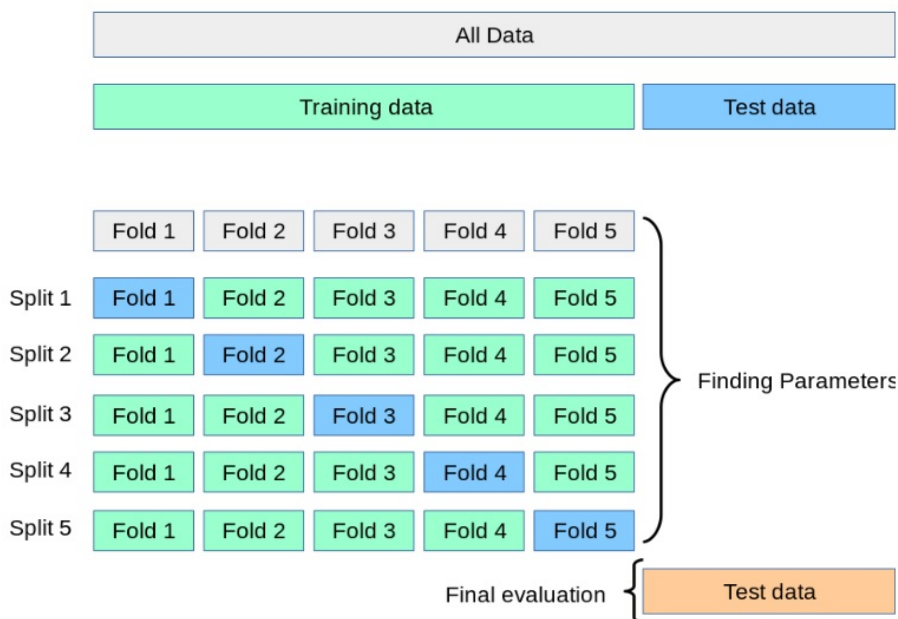 All Data
Training data Test data
Fold 1 Fold 2 Fold 3 Fold 4 Fold 5
Split 1 Fold 1 Fold 2 Fold 3 Fold 4 Fold 5
Split 2 Fold 1 Fold 2 Fold 3 Fold 4 Fold 5
Finding Parameters
Split 3 Fold 1 Fold 2 Fold 3 Fold 4 Fold 5
Split 4 Fold 1 Fold 2 Fold 3 Fold 4 Fold 5
Split 5 Fold 1 Fold 2 Fold 3 Fold 4 Fold 5
Final evaluation Test data